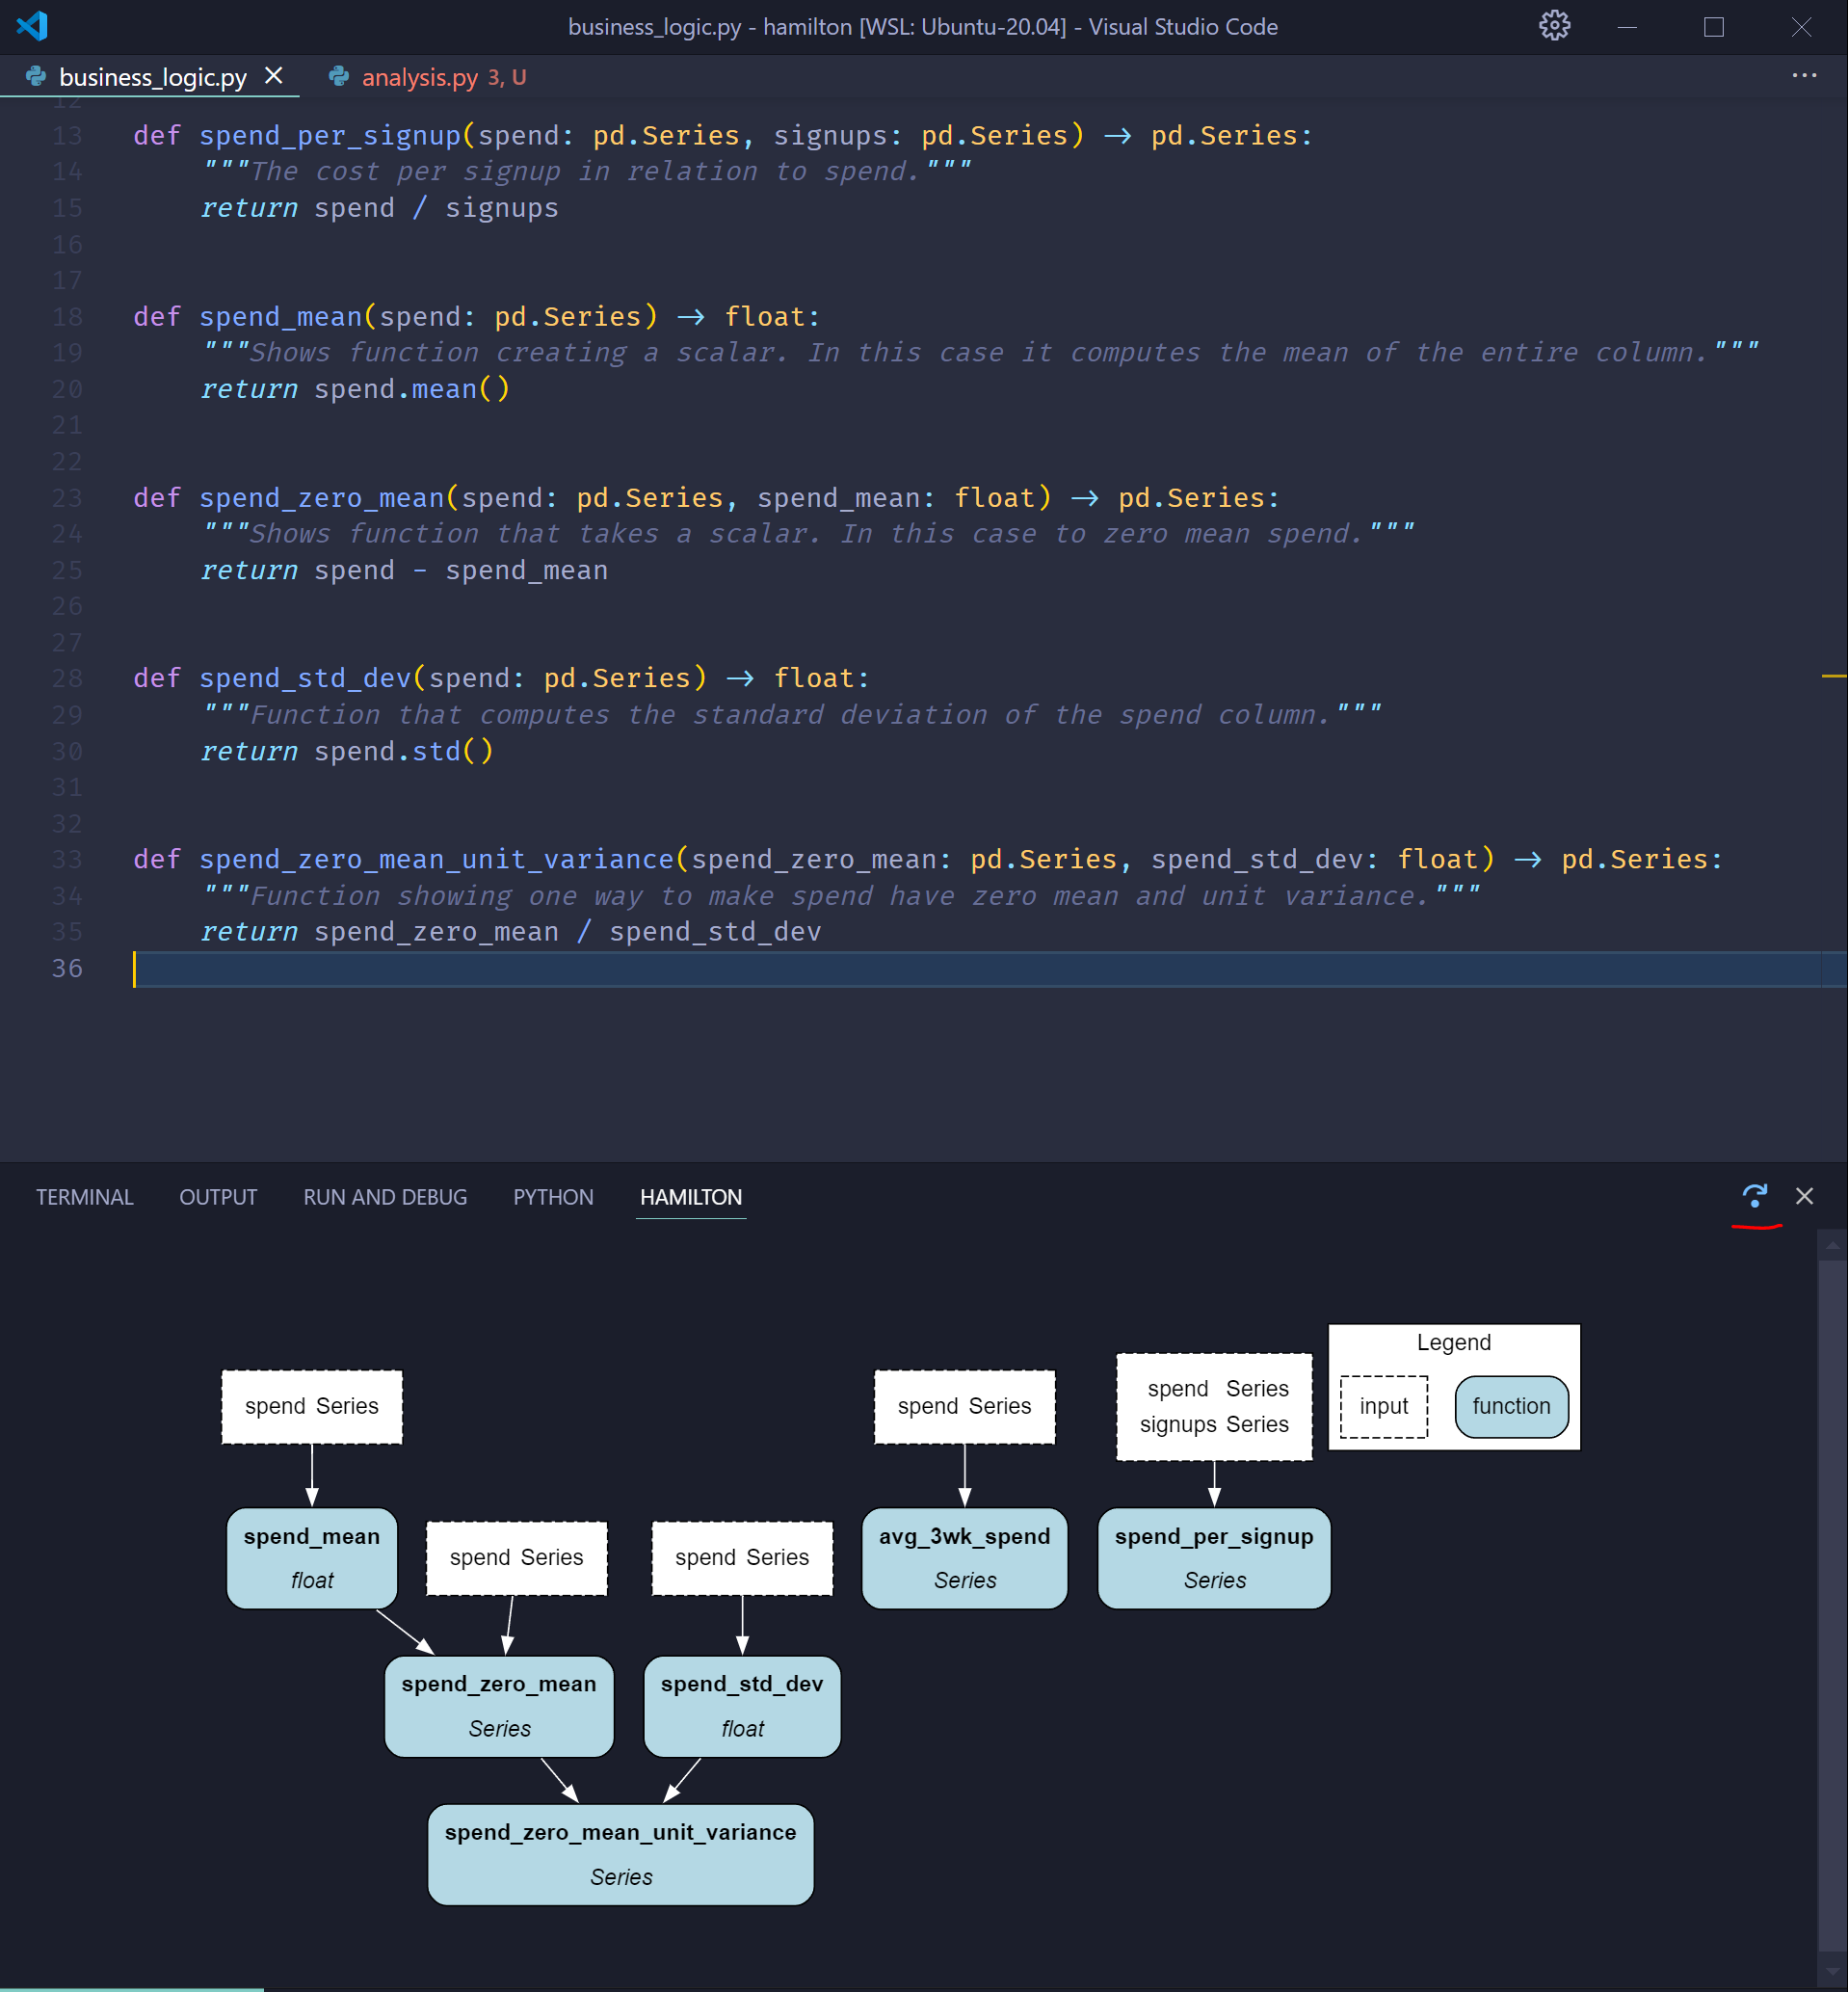 business_logic.py - hamilton [WSL: Ubuntu-20.04] - Visual Studio Code
business_logic.py analysis.py 3, U
12
13 def spend_per_signup(spend: pd.Series, signups: pd.Series) → pd.Series:
14 """The cost per signup in relation to spend."""
15 return spend / signups
16
17
18 def spend_mean(spend: pd.Series) → float:
19 """Shows function creating a scalar. In this case it computes the mean of the entire column."""
20 return spend.mean()
21
22
23 def spend_zero_mean(spend: pd.Series, spend_mean: float) → pd.Series:
24 """Shows function that takes a scalar. In this case to zero mean spend."""
25 return spend - spend_mean
26
27
28 def spend_std_dev(spend: pd.Series) → float:
29 """Function that computes the standard deviation of the spend column."""
30 return spend.std()
31
32
33 def spend_zero_mean_unit_variance(spend_zero_mean: pd.Series, spend_std_dev: float) → pd.Series:
34 """Function showing one way to make spend have zero mean and unit variance."""
35 return spend_zero_mean / spend_std_dev
36
TERMINAL OUTPUT RUN AND DEBUG PYTHON HAMILTON
Legend
input function
spend Series
spend Series
spend Series
signups Series
spend_mean
float
spend Series
spend Series
avg_3wk_spend
Series
spend_per_signup
Series
spend_zero_mean
Series
spend_std_dev
float
spend_zero_mean_unit_variance
Series